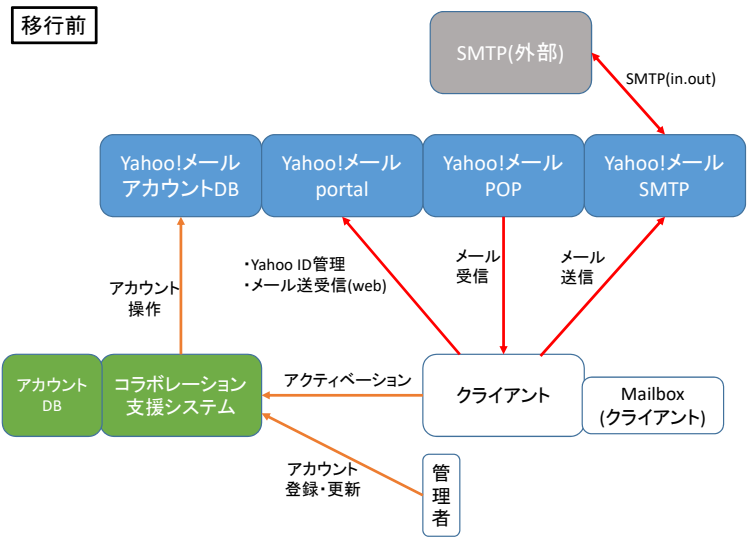 移行前
SMTP(外部)
SMTP(in.out)
Yahoo!メール
アカウントDB
Yahoo!メール
portal
Yahoo!メール
POP
Yahoo!メール
SMTP
・Yahoo ID管理
・メール送受信(web)
メール
受信
メール
送信
アカウント
操作
アカウント
DB
コラボレーション
支援システム
アクティベーション
クライアント
Mailbox
(クライアント)
アカウント
登録・更新
管
理
者